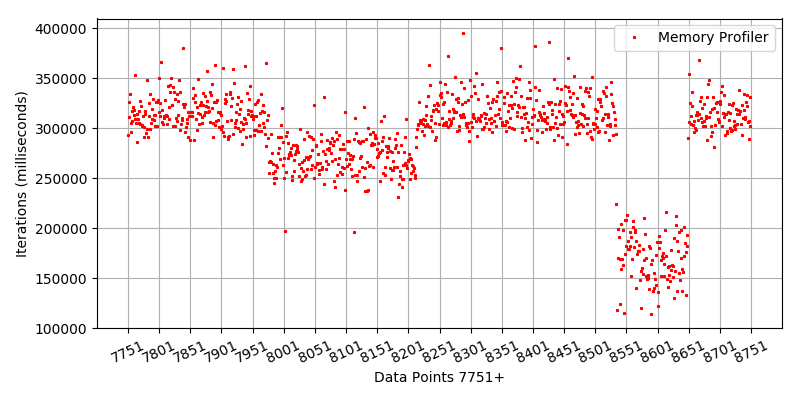 400000
350000
300000
250000
200000
150000
100000
Iterations (milliseconds)
Memory Profiler
7751 7801 7851 7901 7951 8001 8051 8101 8151 8201 8251 8301 8351 8401 8451 8501 8551 8601 8651 8701 8751
Data Points 7751+